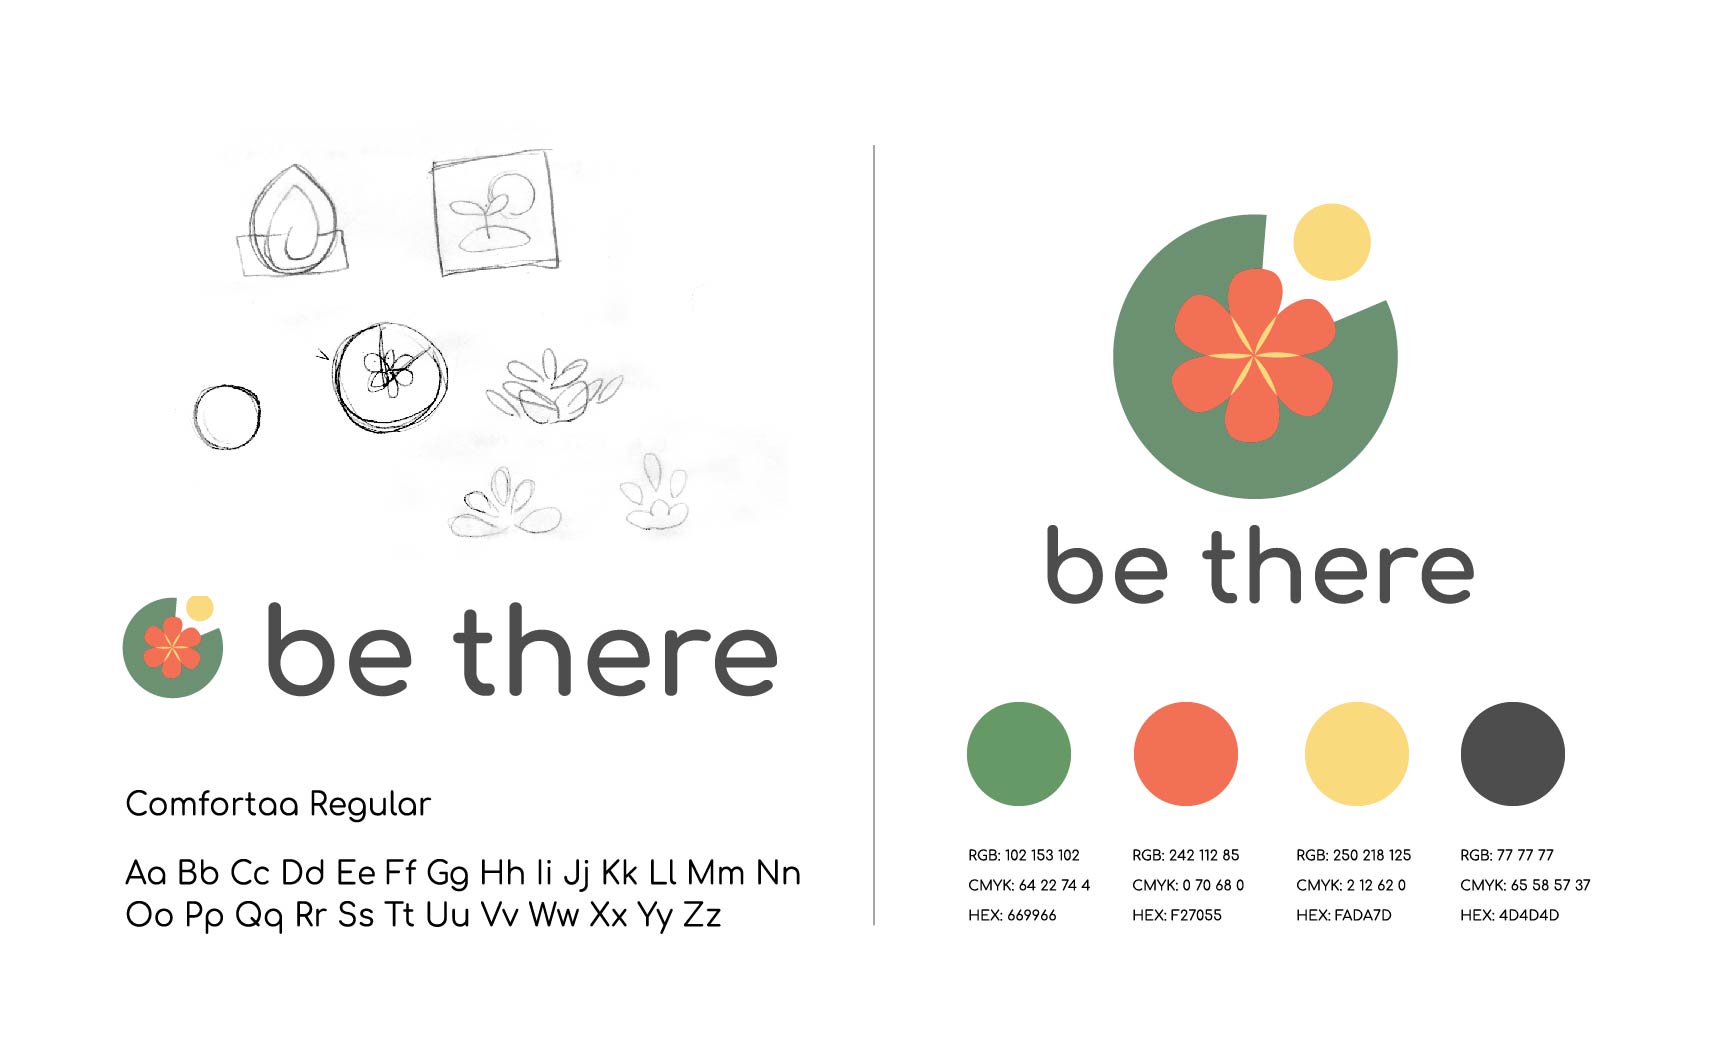 be there
Comfortaa Regular
Aa Bb Cc Dd Ee Ff Gg Hh Ii Jj Kk Ll Mm Nn
Oo Pp Qq Rr Ss Tt Uu Vv Ww Xx Yy Zz
be there
RGB: 102 153 102
CMYK: 64 22 74 4
HEX: 669966
RGB: 242 112 85
CMYK: 0 70 68 0
HEX: F27055
RGB: 250 218 125
CMYK: 2 12 62 0
HEX: FADA7D
RGB: 77 77 77
CMYK: 65 58 57 37
HEX: 4D4D4D